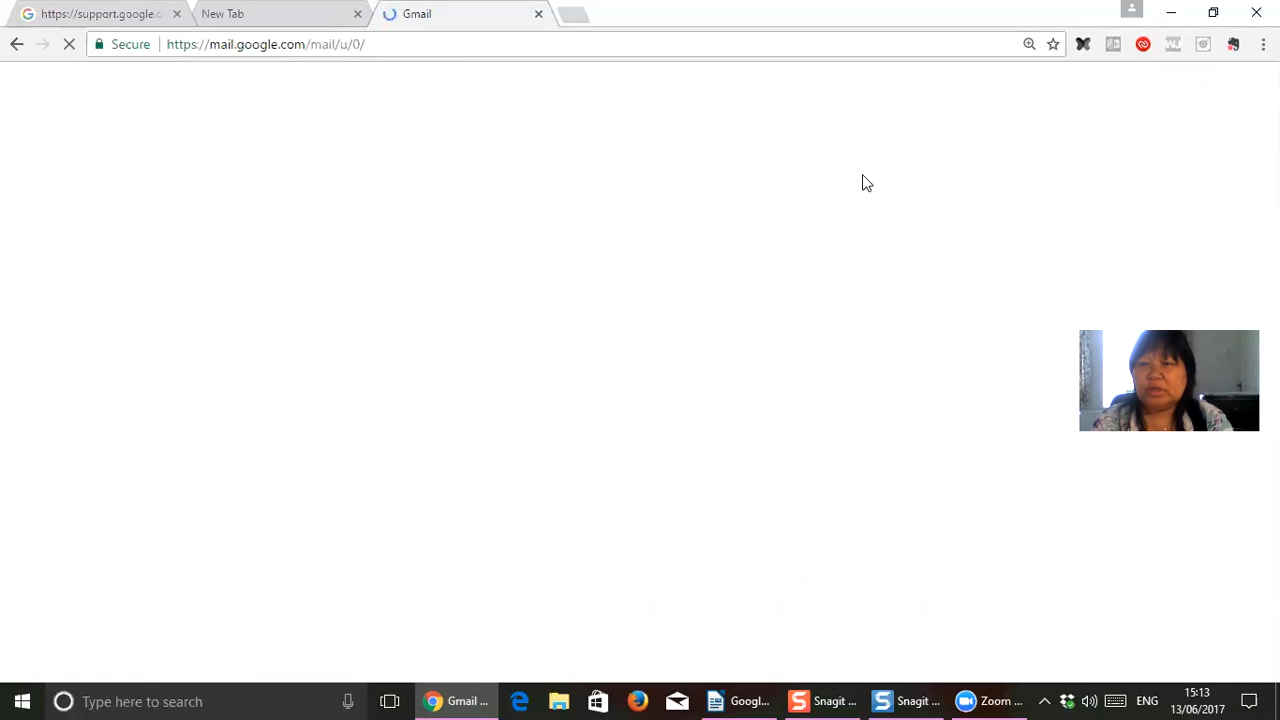 https://support.google.c
New Tab
Gmail
Secure
https://mail.google.com/mail/u/0/
Type here to search
Gmail ...
Googl...
Snagit ...
Snagit ...
Zoom ...
ENG
15:13
13/06/2017